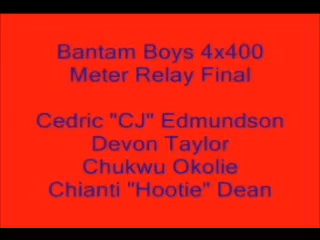 Bantam Boys 4x400
Meter Relay Final
Cedric "CJ" Edmundson
Devon Taylor
Chukwu Okolie
Chianti "Hootie" Dean